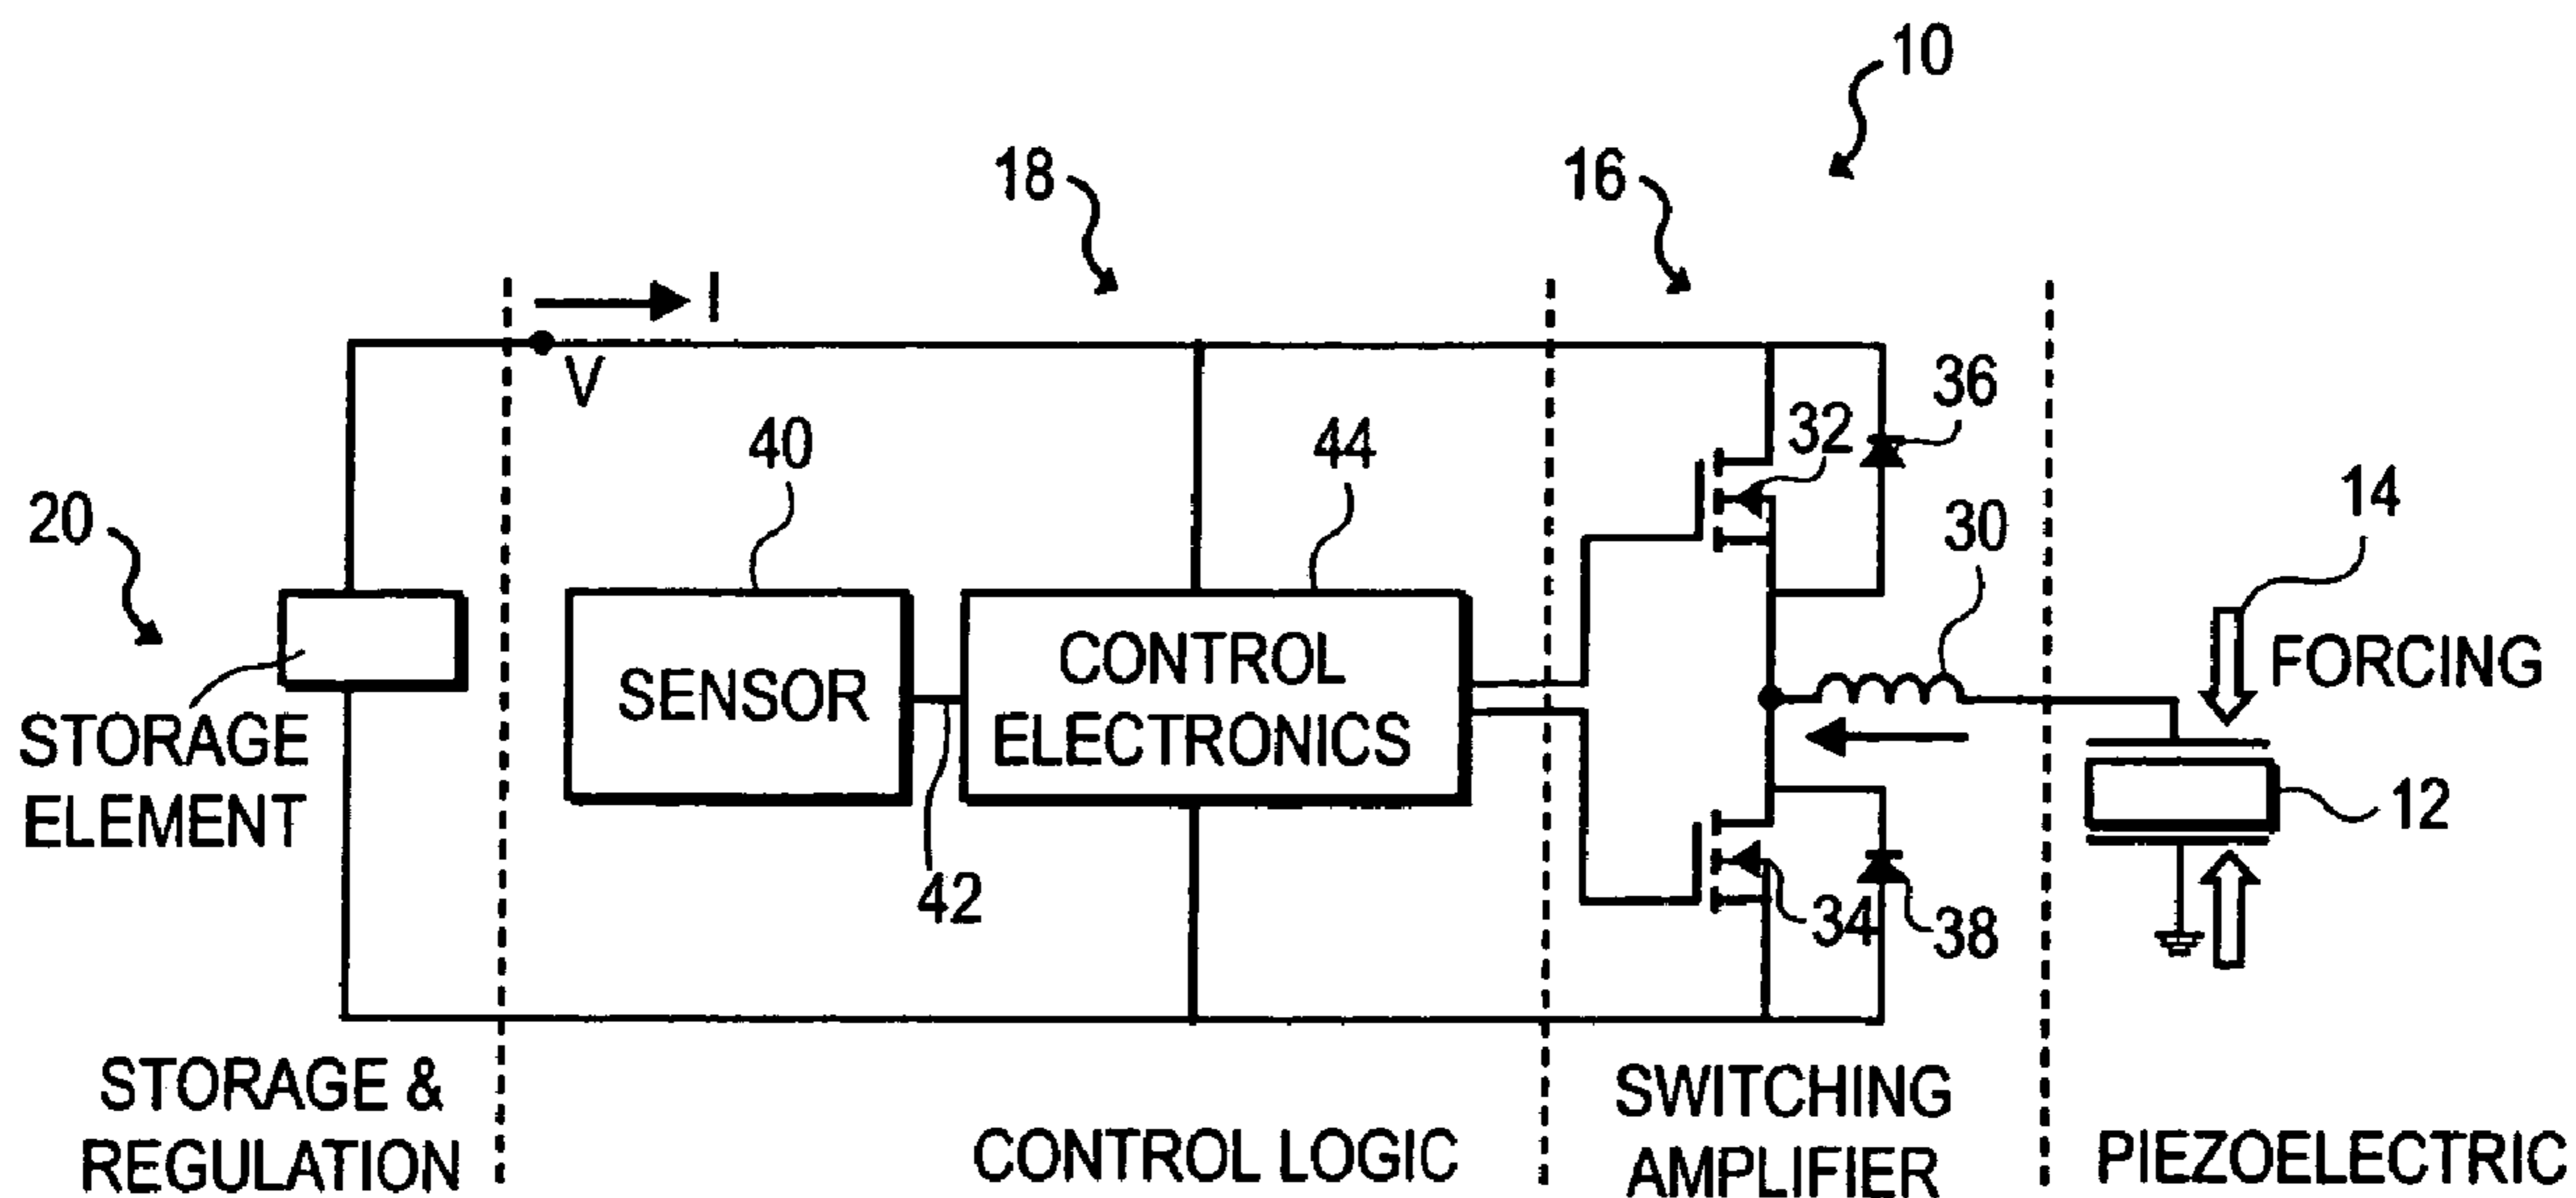 10
18
16
I
V
36
32
40
44
14
20
30
FORCING
SENSOR
CONTROL
ELECTRONICS
STORAGE
ELEMENT
12
42
34
38
STORAGE &
REGULATION
CONTROL LOGIC
SWITCHING
AMPLIFIER
PIEZOELECTRIC